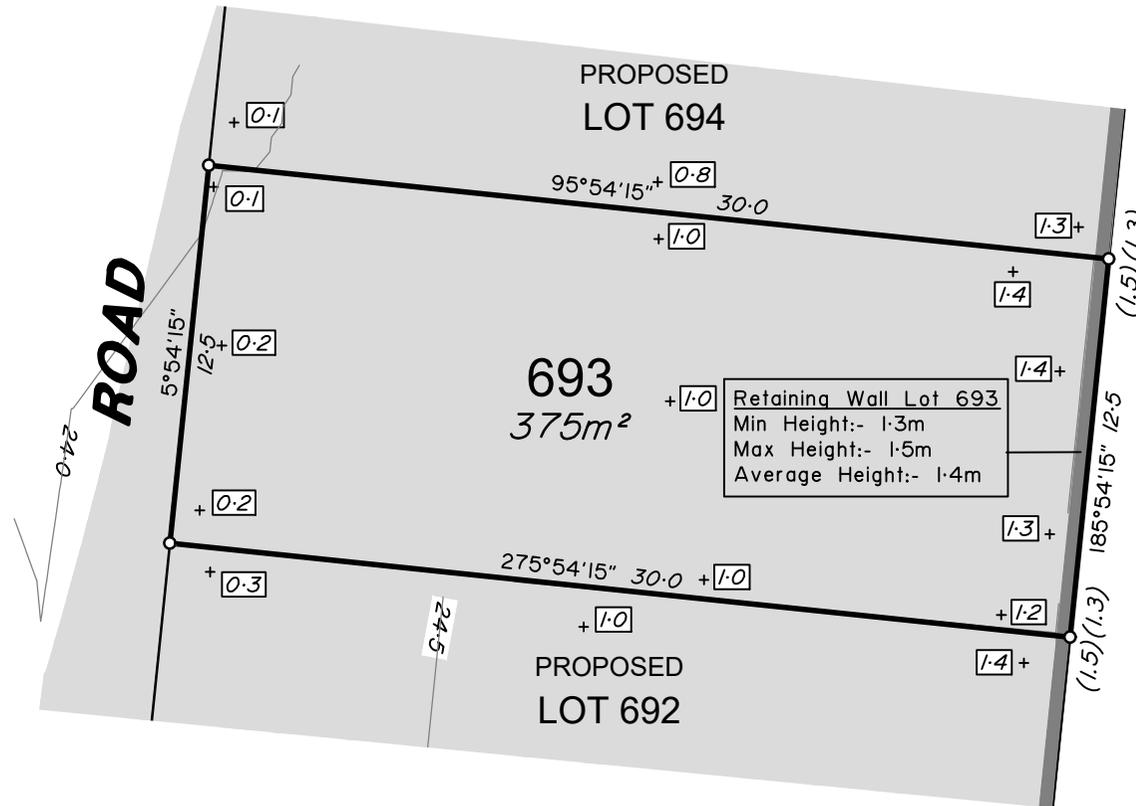 PROPOSED
LOT 694
0·1
0·8
95°54'15"
30·0
0·1
1·0
1·3
(1.5)(1.3)
1·4
ROAD
5°54'15"
12·5
0·2
693
375m²
1·4
1·0
Retaining Wall Lot 693
Min Height:- 1·3m
Max Height:- 1·5m
Average Height:- 1·4m
185°54'15" 12·5
24·0
0·2
1·3
275°54'15" 30·0
1·0
0·3
1·0
1·2
(1.5)(1.3)
24·5
1·4
PROPOSED
LOT 692